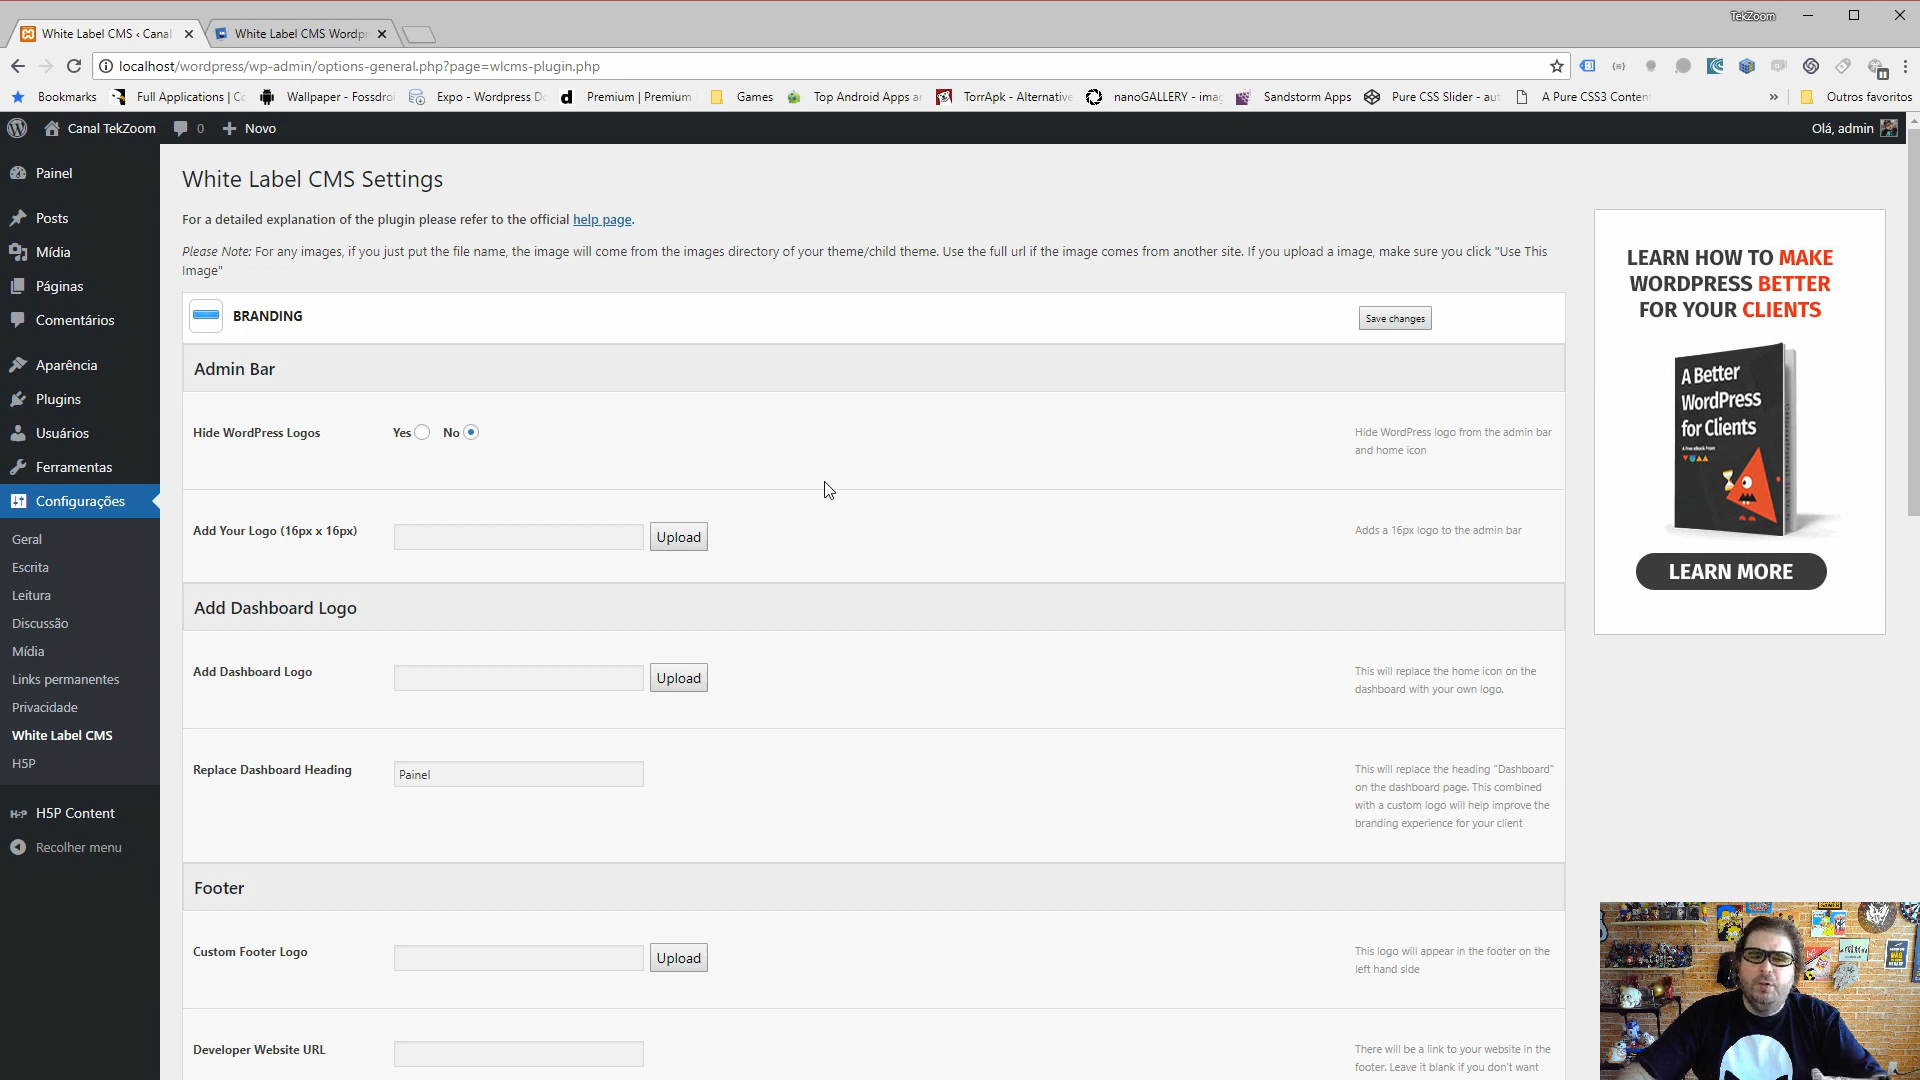 TekZoom
White Label CMS ‹ Canal
White Label CMS Wordpr
localhost/wordpress/wp-admin/options-general.php?page=wlcms-plugin.php
Bookmarks
Full Applications | Co
Wallpaper - Fossdroi
Expo - Wordpress De
Premium | Premium
Games
Top Android Apps ar
TorrApk - Alternative
nanoGALLERY - imag
Sandstorm Apps
Pure CSS Slider - aut
A Pure CSS3 Content
»
Outros favoritos
Canal TekZoom
0
Novo
Olá, admin
Painel
Posts
Mídia
Páginas
Comentários
Aparência
Plugins
Usuários
Ferramentas
Configurações
Geral
Escrita
Leitura
Discussão
Mídia
Links permanentes
Privacidade
White Label CMS
H5P
H5P Content
Recolher menu
White Label CMS Settings
For a detailed explanation of the plugin please refer to the official help page.
Please Note: For any images, if you just put the file name, the image will come from the images directory of your theme/child theme. Use the full url if the image comes from another site. If you upload a image, make sure you click "Use This
Image"
BRANDING
Save changes
Admin Bar
Hide WordPress Logos
Yes
No
Hide WordPress logo from the admin bar
and home icon
Add Your Logo (16px x 16px)
Upload
Adds a 16px logo to the admin bar
Add Dashboard Logo
Add Dashboard Logo
Upload
This will replace the home icon on the
dashboard with your own logo.
Replace Dashboard Heading
Painel
This will replace the heading "Dashboard"
on the dashboard page. This combined
with a custom logo will help improve the
branding experience for your client
Footer
Custom Footer Logo
Upload
This logo will appear in the footer on the
left hand side
Developer Website URL
There will be a link to your website in the
footer. Leave it blank if you don't want
LEARN HOW TO MAKE
WORDPRESS BETTER
FOR YOUR CLIENTS
A Better
WordPress
for Clients
A Free eBook From
LEARN MORE